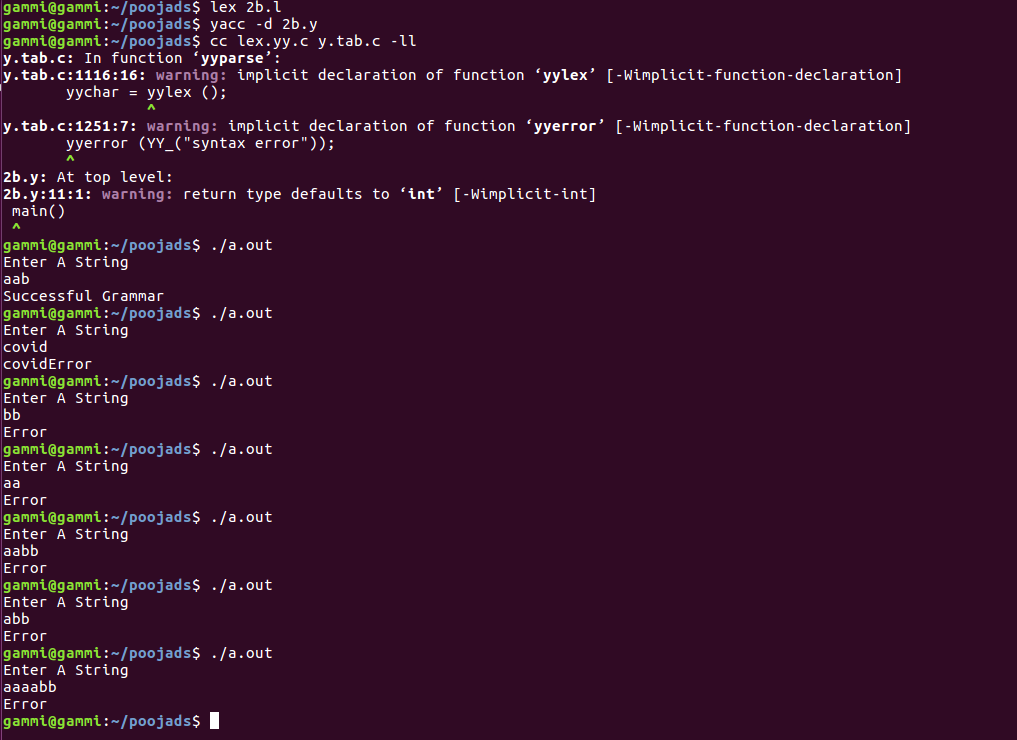 gammi@gammi:~/poojads$ lex 2b.l
gammi@gammi:~/poojads$ yacc -d 2b.y
gammi@gammi:~/poojads$ cc lex.yy.c y.tab.c -ll
y.tab.c: In function ‘yyparse’:
y.tab.c:1116:16: warning: implicit declaration of function ‘yylex’ [-Wimplicit-function-declaration]
       yychar = yylex ();
                ^
y.tab.c:1251:7: warning: implicit declaration of function ‘yyerror’ [-Wimplicit-function-declaration]
       yyerror (YY_("syntax error"));
       ^
2b.y: At top level:
2b.y:11:1: warning: return type defaults to ‘int’ [-Wimplicit-int]
 main()
 ^
gammi@gammi:~/poojads$ ./a.out
Enter A String
aab
Successful Grammar
gammi@gammi:~/poojads$ ./a.out
Enter A String
covid
covidError
gammi@gammi:~/poojads$ ./a.out
Enter A String
bb
Error
gammi@gammi:~/poojads$ ./a.out
Enter A String
aa
Error
gammi@gammi:~/poojads$ ./a.out
Enter A String
aabb
Error
gammi@gammi:~/poojads$ ./a.out
Enter A String
abb
Error
gammi@gammi:~/poojads$ ./a.out
Enter A String
aaaabb
Error
gammi@gammi:~/poojads$